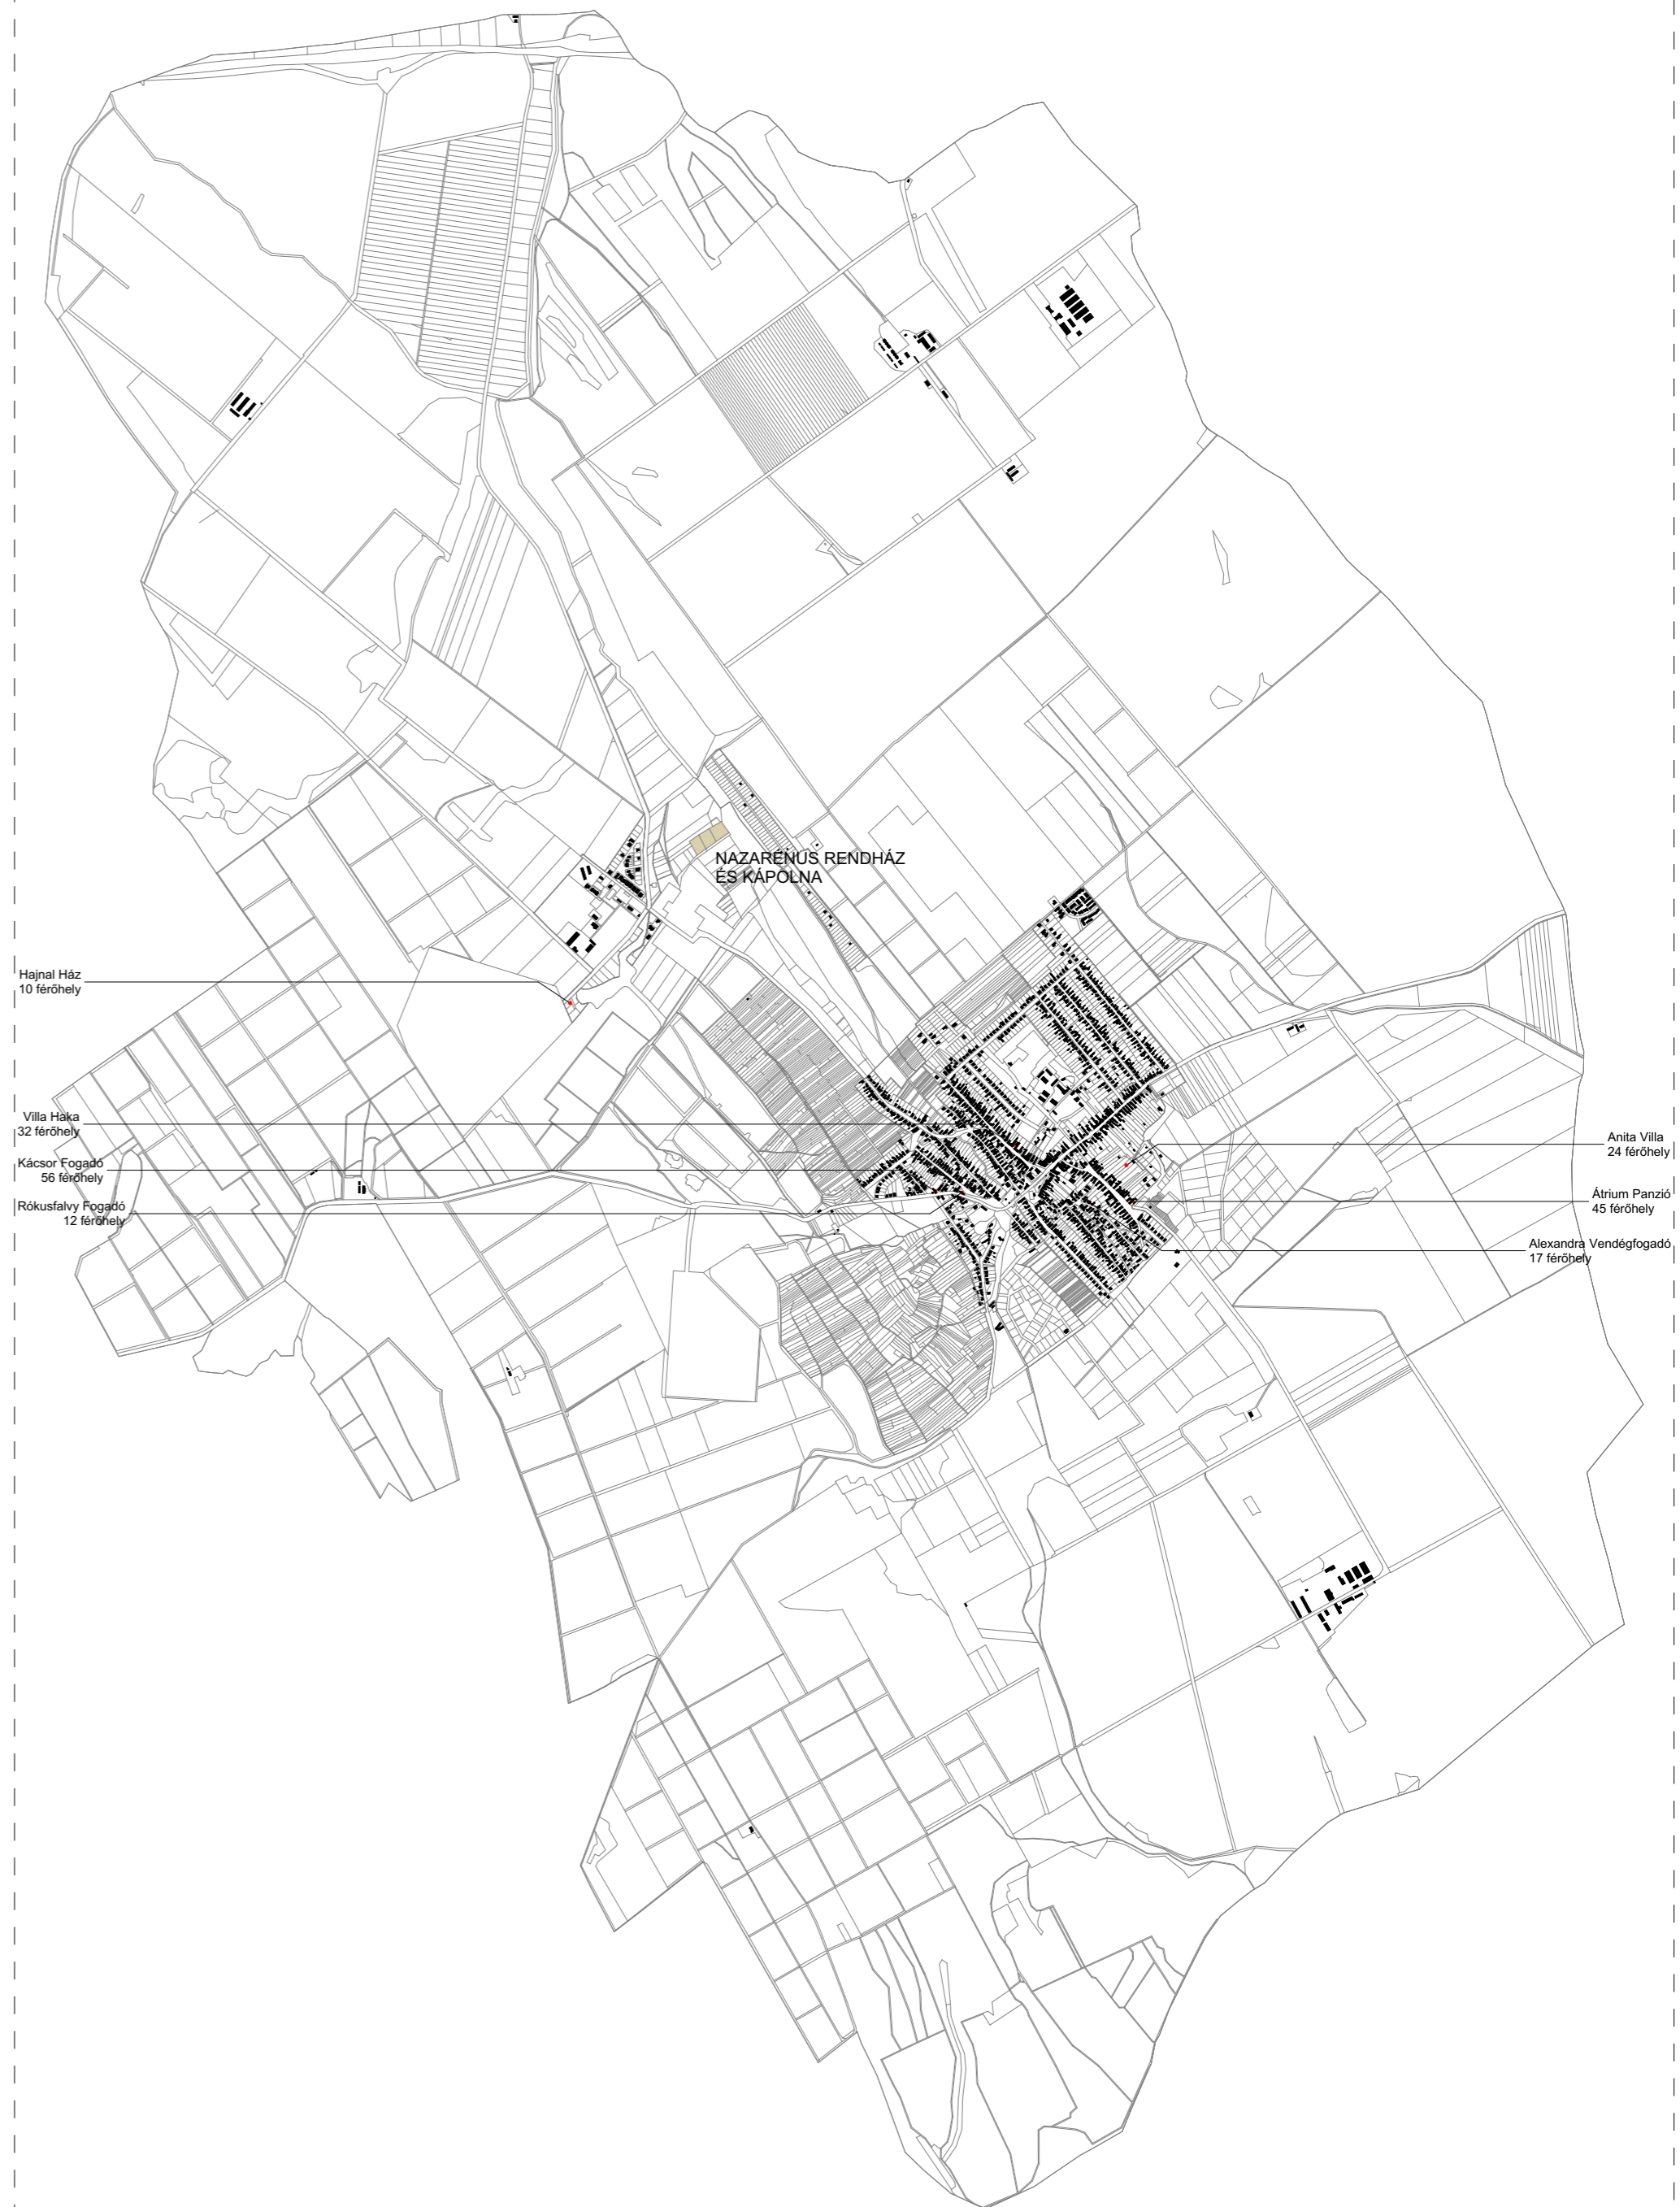 NAZARÉNUS RENDHÁZ
ÉS KÁPOLNA
Hajnal Ház
10 férőhely
Villa Haka
32 férőhely
Kácsor Fogadó
56 férőhely
Rókusfalvy Fogadó
12 férőhely
Anita Villa
24 férőhely
Átrium Panzió
45 férőhely
Alexandra Vendégfogadó
17 férőhely